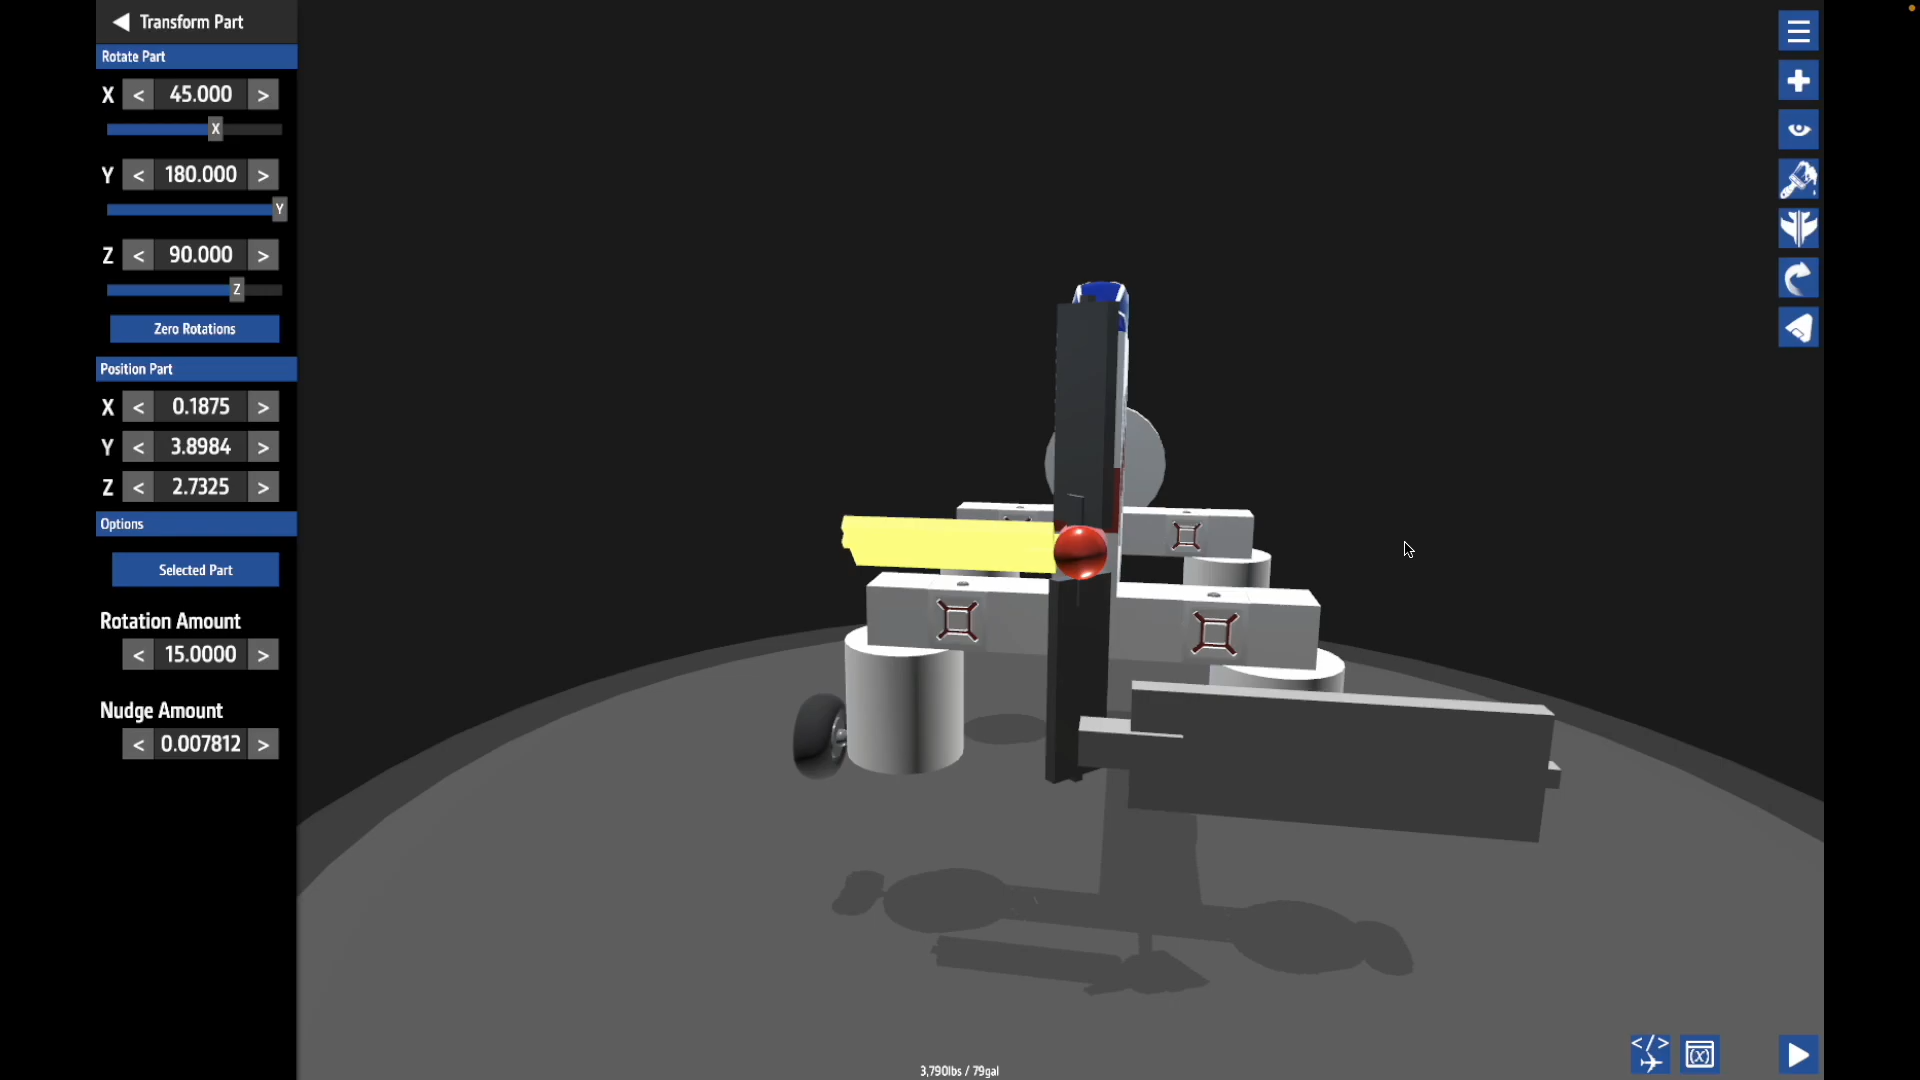 Transform Part
Rotate Part
X < 45.000 >
X
Y < 180.000 >
Y
Z < 90.000 >
Z
Zero Rotations
Position Part
X < 0.1875 >
Y < 3.8984 >
Z < 2.7325 >
Options
Selected Part
Rotation Amount
< 15.0000 >
Nudge Amount
< 0.007812 >
</>
(x)
3,790lbs / 79gal